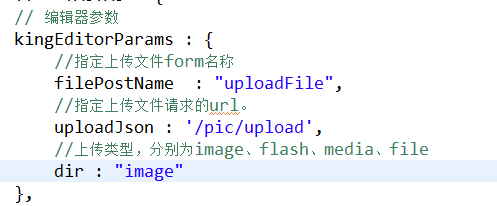 // 编辑器参数
kingEditorParams : {
//指定上传文件form名称
filePostName  : "uploadFile",
//指定上传文件请求的url。
uploadJson : '/pic/upload',
//上传类型，分别为image、flash、media、file
dir : "image"
},